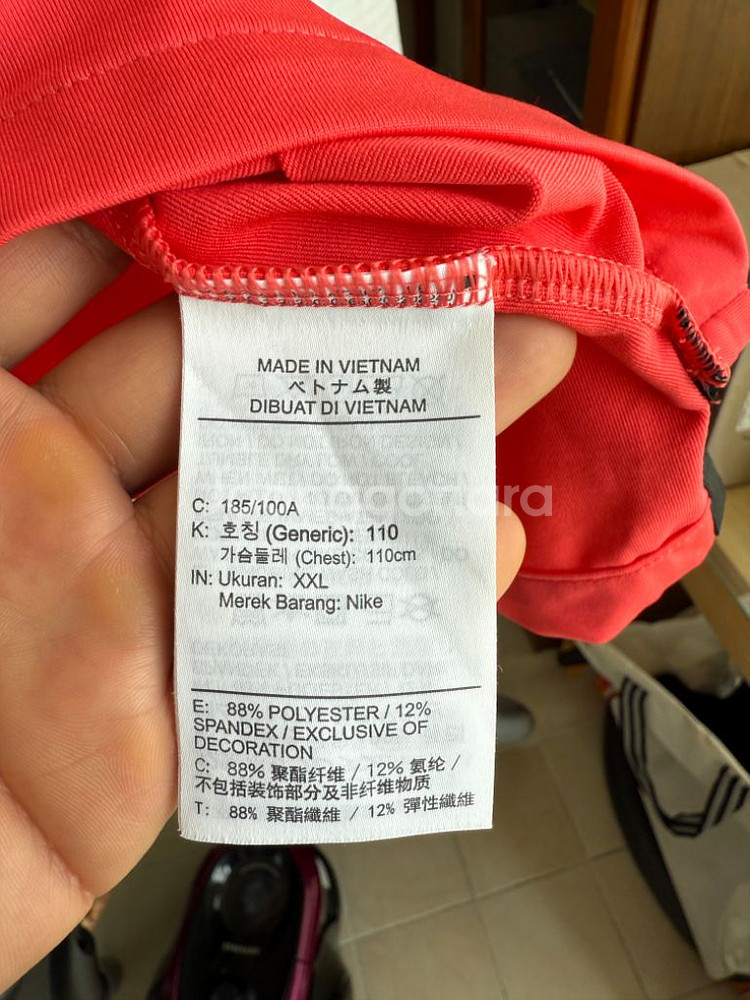 MADE IN VIETNAM
ベトナム製
DIBUAT DI VIETNAM
C: 185/100A
K: 호칭 (Generic): 110
가슴둘레 (Chest): 110cm
IN: Ukuran: XXL
Merek Barang: Nike
E: 88% POLYESTER / 12%
SPANDEX / EXCLUSIVE OF
DECORATION
C: 88% 聚酯纤维 / 12% 氨纶 /
不包括装饰部分及非纤维物质
T: 88% 聚酯纖維 / 12% 彈性纖維